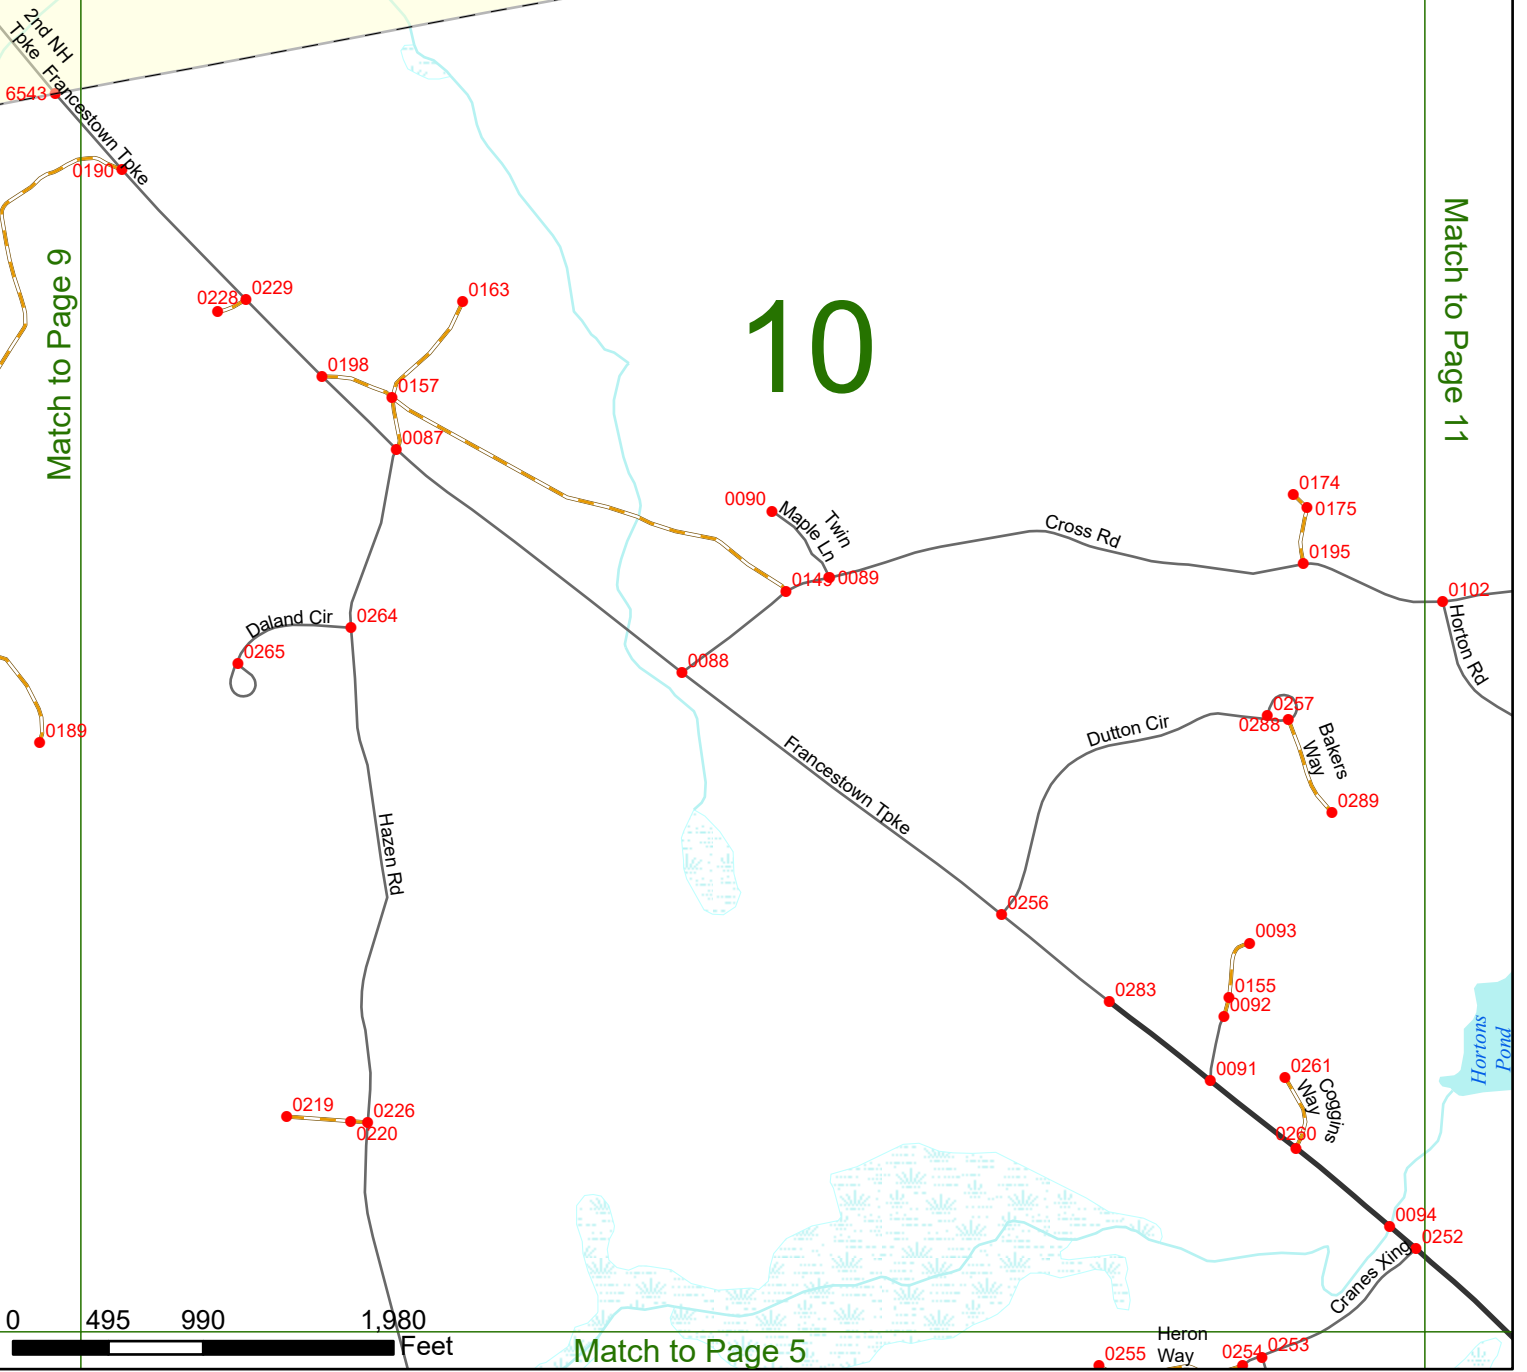 2nd NH
Tpke
6543
Francestown Tpke
0190
Match to Page 9
0228
0229
0163
0198
0157
0087
10
Match to Page 11
0090
Twin
Maple Ln
0089
Cross Rd
0174
0175
0195
0102
Horton Rd
Daland Cir
0264
0265
0088
0189
0257
0288
Dutton Cir
Bakers
Way
0289
Francestown Tpke
Hazen Rd
0256
0093
0283
0155
0092
Hortons
Pond
0091
0261
Coggins
Way
0260
0219
0226
0220
0094
0252
Cranes Xing
0 495 990 1,980
Feet
Match to Page 5
Heron
Way
0255
0254
0253